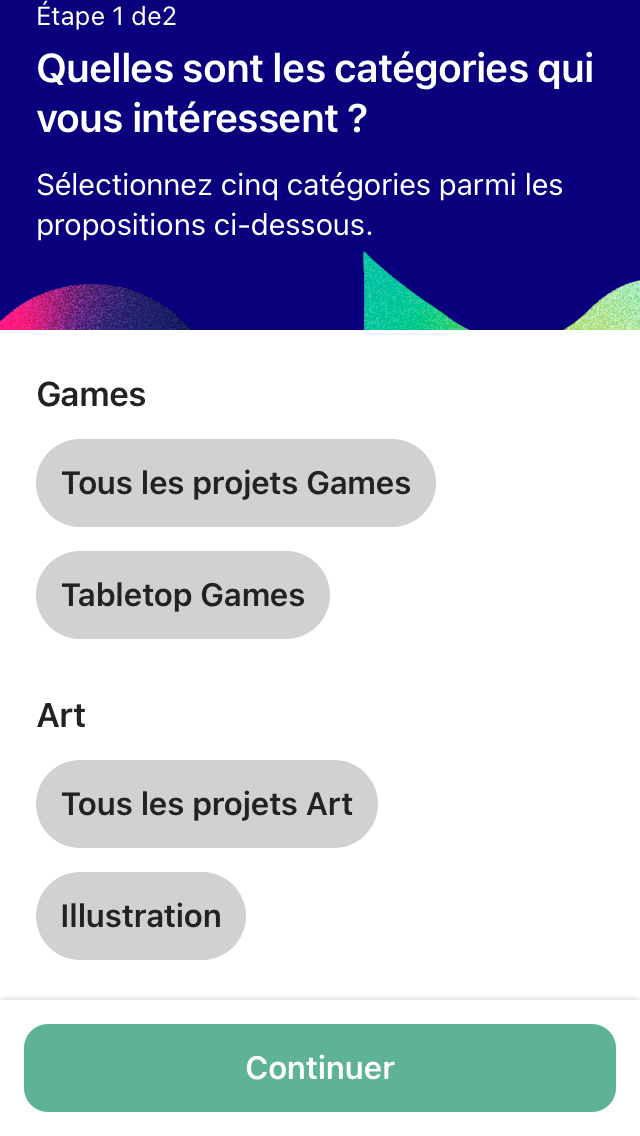 Étape 1 de2
Quelles sont les catégories qui
vous intéressent ?
Sélectionnez cinq catégories parmi les
propositions ci-dessous.
Games
Tous les projets Games
Tabletop Games
Art
Tous les projets Art
Illustration
Continuer